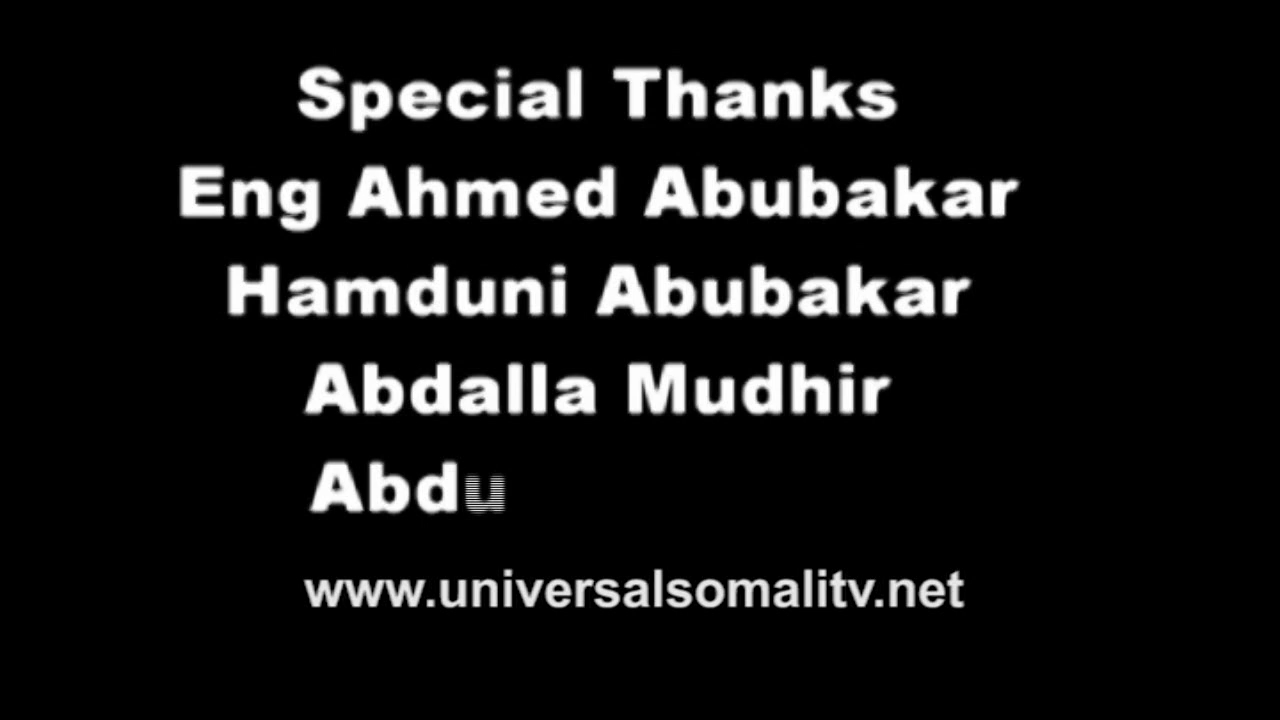 Special Thanks
Eng Ahmed Abubakar
Hamduni Abubakar
Abdalla Mudhir
Abdu
www.universalsomalitv.net